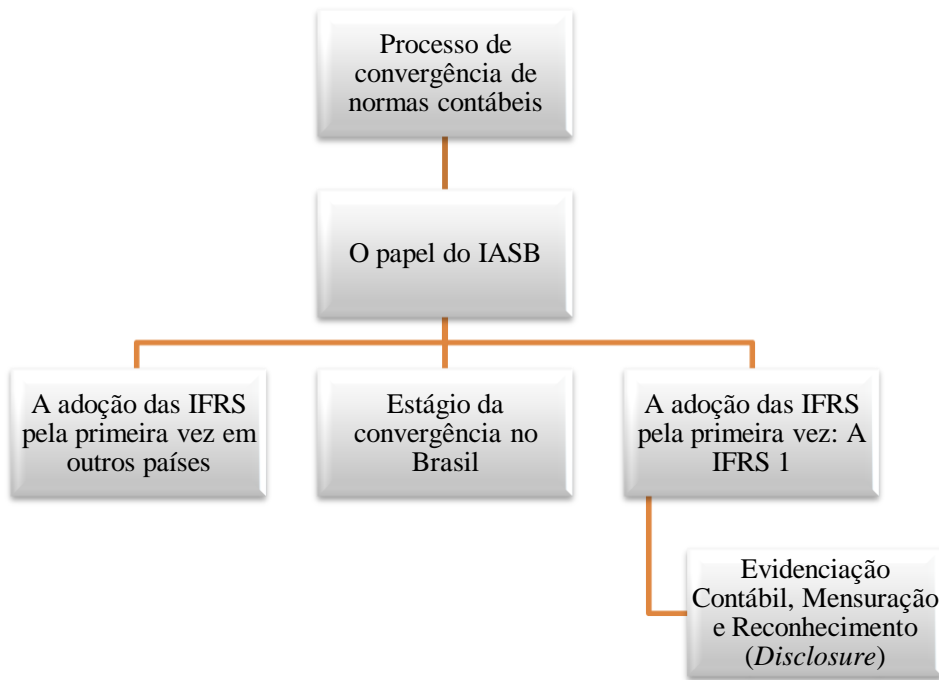 Processo de
convergência de
normas contábeis
O papel do IASB
A adoção das IFRS
pela primeira vez em
outros países
Estágio da
convergência no
Brasil
A adoção das IFRS
pela primeira vez: A
IFRS 1
Evidenciação
Contábil, Mensuração
e Reconhecimento
(Disclosure)